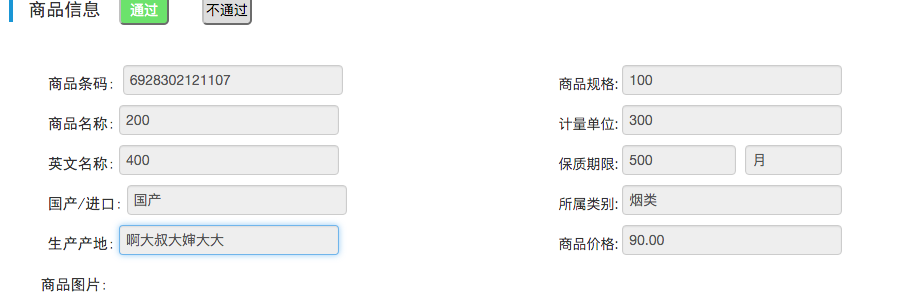 商品信息 通过 不通过
商品条码: 6928302121107 商品规格: 100
商品名称: 200 计量单位: 300
英文名称: 400 保质期限: 500 月
国产/进口: 国产 所属类别: 烟类
生产产地: 啊大叔大婶大大 商品价格: 90.00
商品图片: